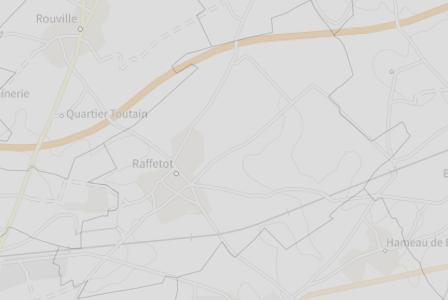 Rouville
Quartier Toutain
Raffetot
Hameau de